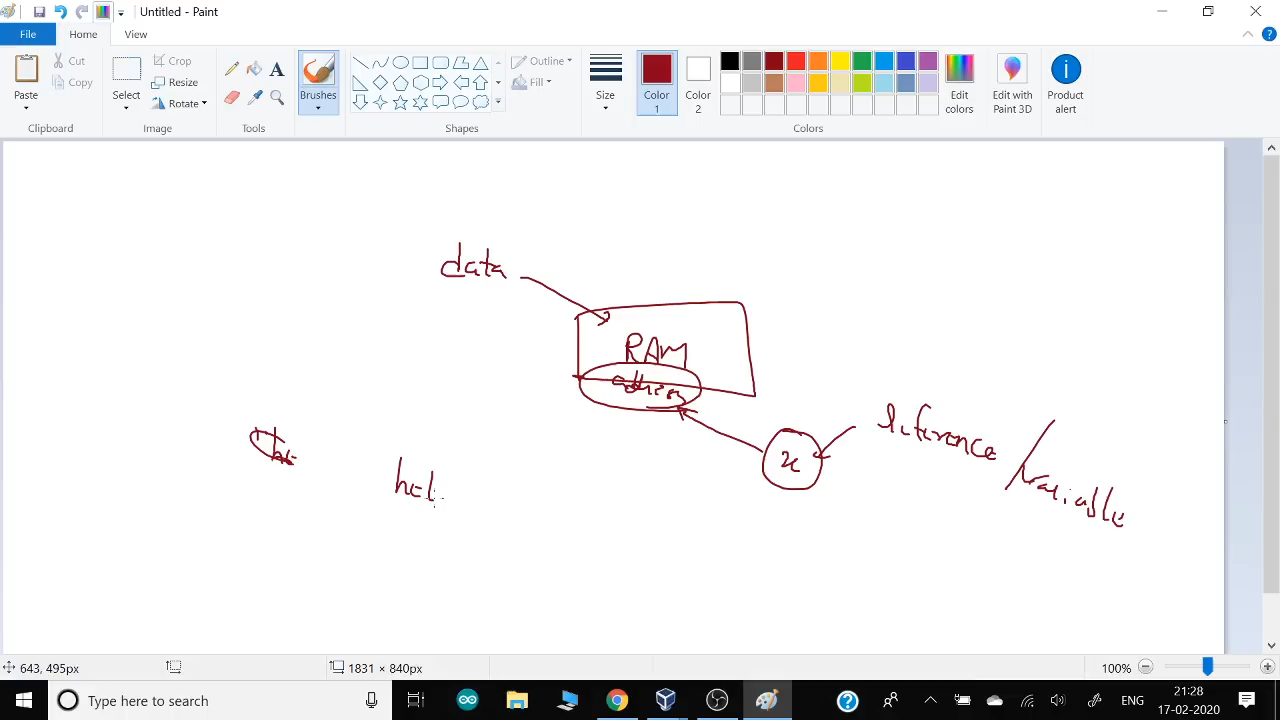 Untitled - Paint
File
Home
View
Paste
Cut
Copy
Clipboard
Select
Crop
Resize
Rotate
Image
Tools
Brushes
Outline
Fill
Shapes
Size
Color 1
Color 2
Edit colors
Edit with Paint 3D
Product alert
Colors
data
RAM
x
/variable
hel
643, 495px
1831 × 840px
100%
Type here to search
ENG
21:28
17-02-2020